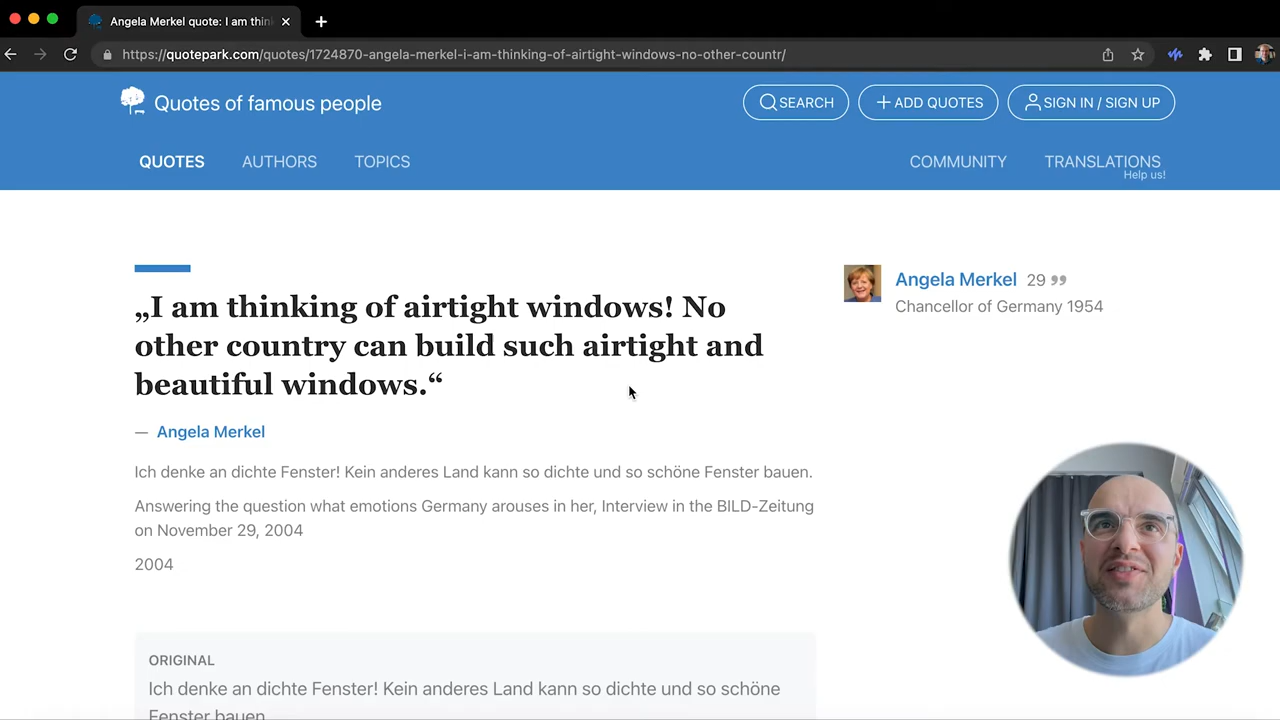 Angela Merkel quote: I am thin
https://quotepark.com/quotes/1724870-angela-merkel-i-am-thinking-of-airtight-windows-no-other-countr/
Quotes of famous people
SEARCH
ADD QUOTES
SIGN IN / SIGN UP
QUOTES
AUTHORS
TOPICS
COMMUNITY
TRANSLATIONS
Help us!
„I am thinking of airtight windows! No
other country can build such airtight and
beautiful windows.“
— Angela Merkel
Ich denke an dichte Fenster! Kein anderes Land kann so dichte und so schöne Fenster bauen.
Answering the question what emotions Germany arouses in her, Interview in the BILD-Zeitung
on November 29, 2004
2004
Angela Merkel 29
Chancellor of Germany 1954
ORIGINAL
Ich denke an dichte Fenster! Kein anderes Land kann so dichte und so schöne
Fenster bauen